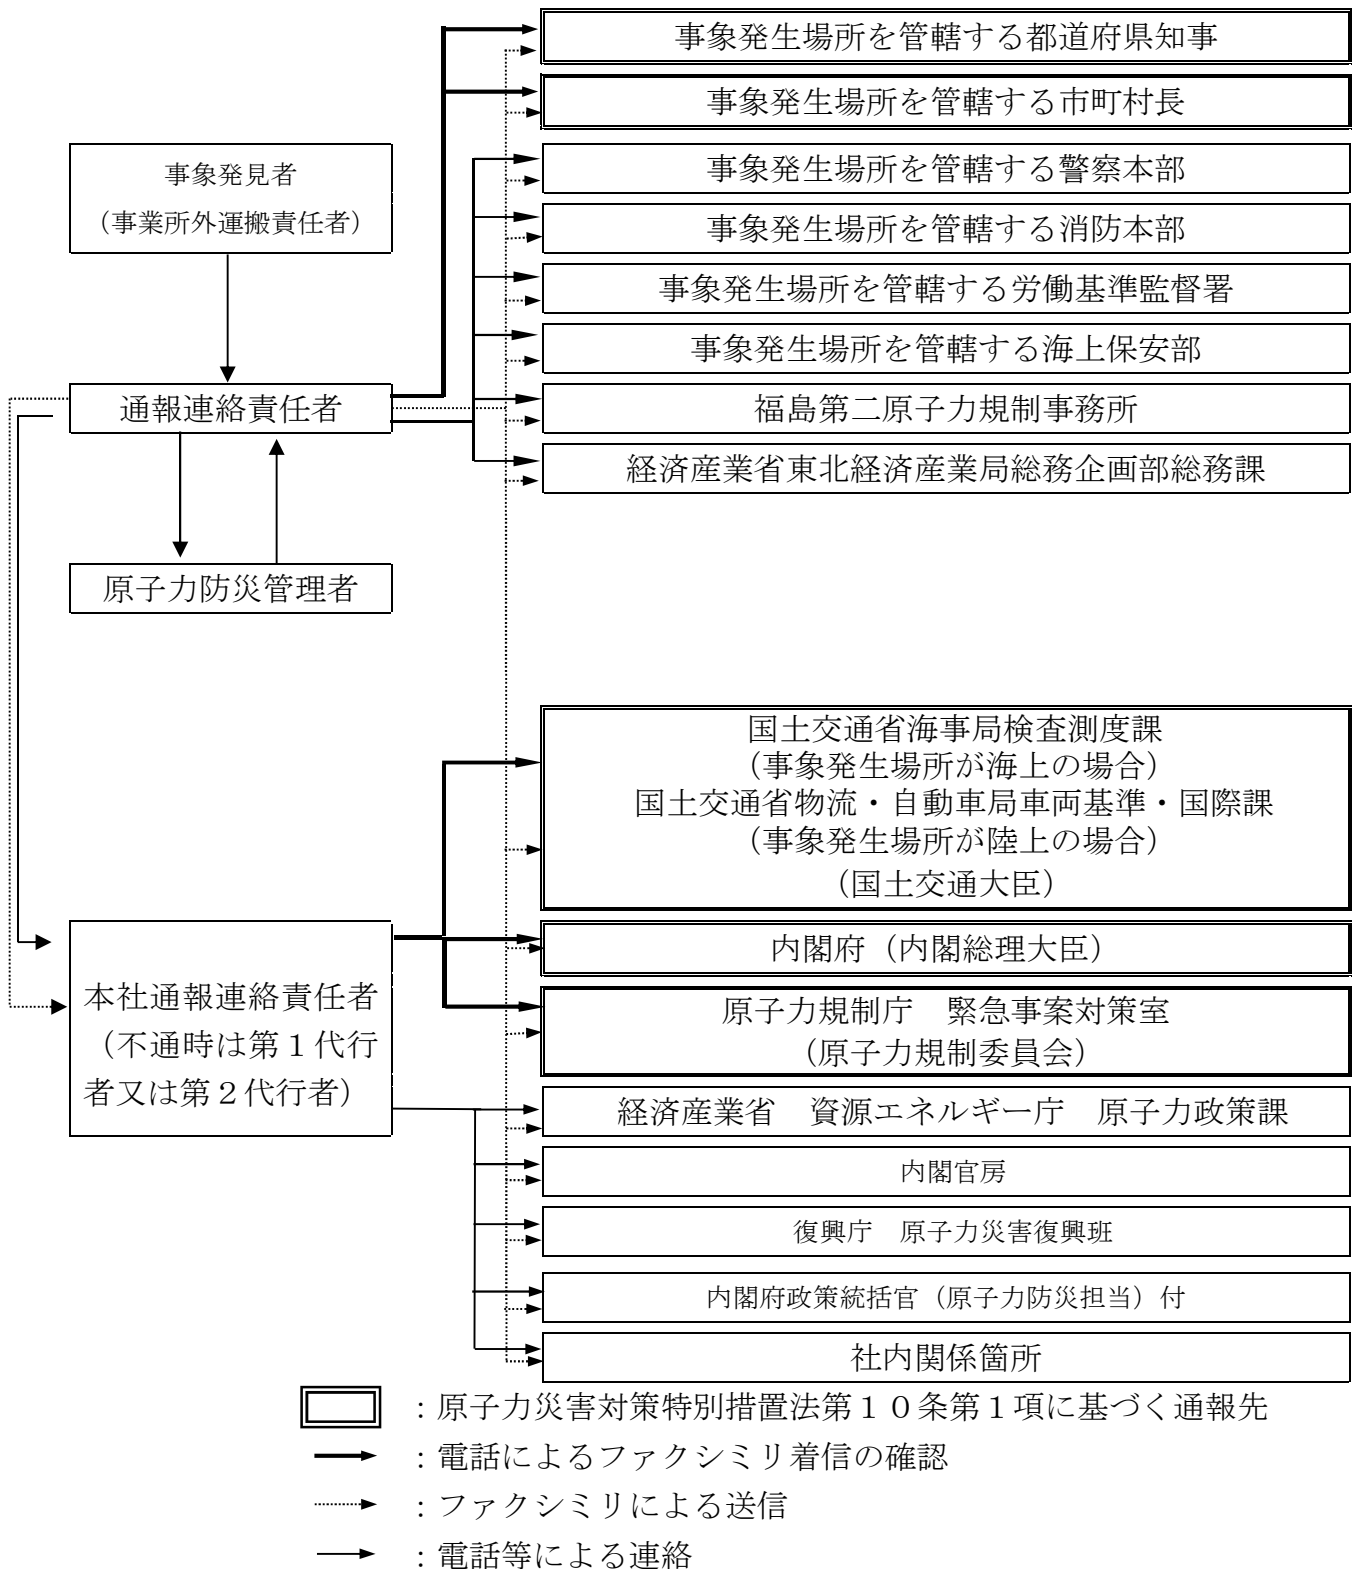 事象発生場所を管轄する都道府県知事
事象発生場所を管轄する市町村長
事象発見者
（事業所外運搬責任者）
事象発生場所を管轄する警察本部
事象発生場所を管轄する消防本部
事象発生場所を管轄する労働基準監督署
事象発生場所を管轄する海上保安部
通報連絡責任者
福島第二原子力規制事務所
経済産業省東北経済産業局総務企画部総務課
原子力防災管理者
国土交通省海事局検査測度課
（事象発生場所が海上の場合）
国土交通省物流・自動車局車両基準・国際課
（事象発生場所が陸上の場合）
（国土交通大臣）
内閣府（内閣総理大臣）
本社通報連絡責任者
（不通時は第１代行
者又は第２代行者）
原子力規制庁　緊急事案対策室
（原子力規制委員会）
経済産業省　資源エネルギー庁　原子力政策課
内閣官房
復興庁　原子力災害復興班
内閣府政策統括官（原子力防災担当）付
社内関係箇所
：原子力災害対策特別措置法第１０条第１項に基づく通報先
：電話によるファクシミリ着信の確認
：ファクシミリによる送信
：電話等による連絡